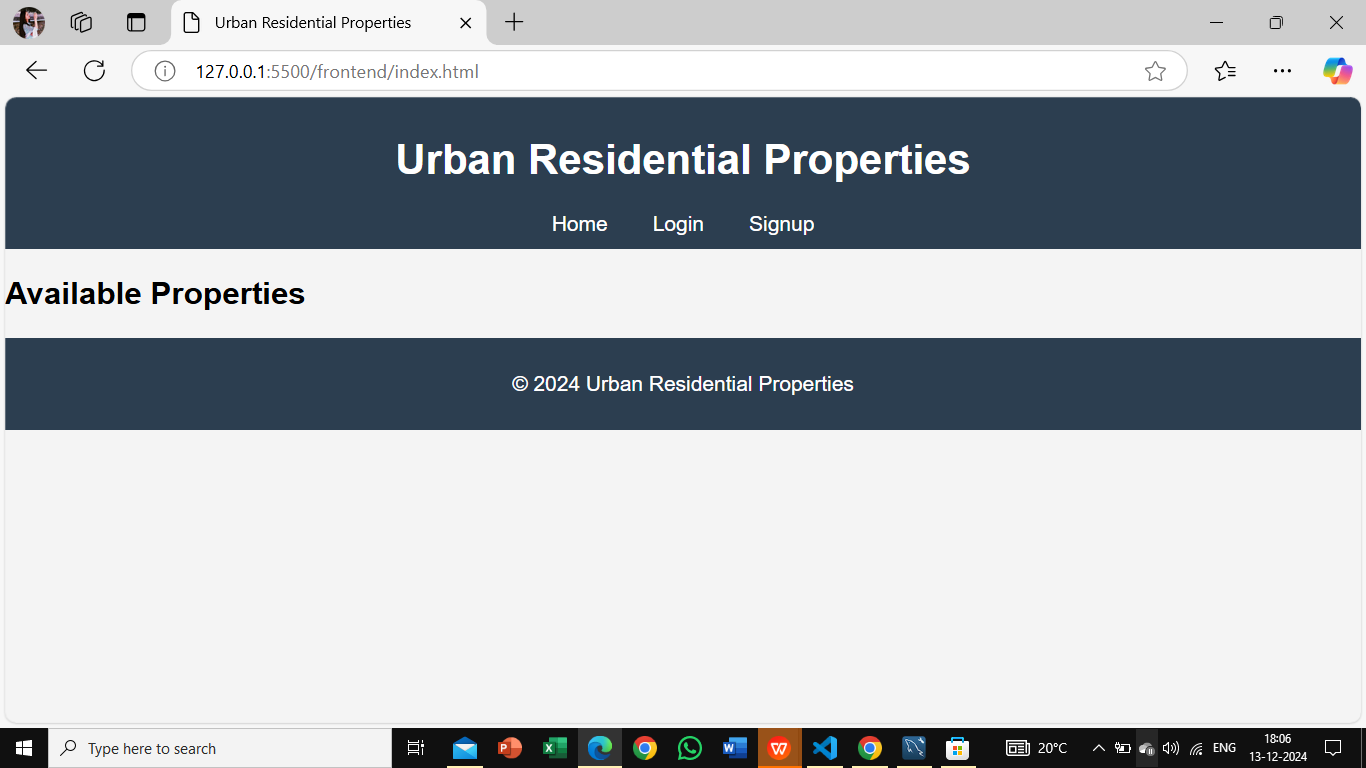 Urban Residential Properties
127.0.0.1:5500/frontend/index.html
Urban Residential Properties
Home Login Signup
Available Properties
© 2024 Urban Residential Properties
Type here to search
20°C
ENG
18:06
13-12-2024